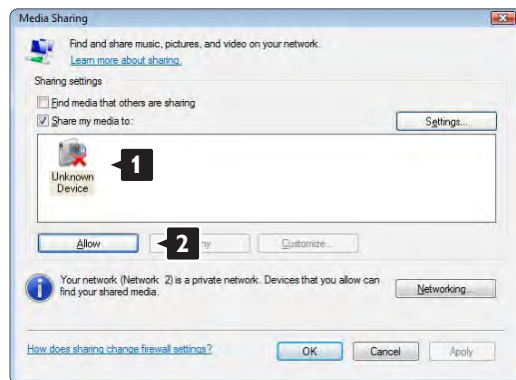 Media Sharing
Find and share music, pictures, and video on your network.
Learn more about sharing.
Sharing settings
Find media that others are sharing
Share my media to:
Settings...
Unknown
Device
1
Allow
2
ny
Customize...
Your network (Network 2) is a private network. Devices that you allow can
find your shared media.
Networking...
How does sharing change firewall settings?
OK
Cancel
Apply